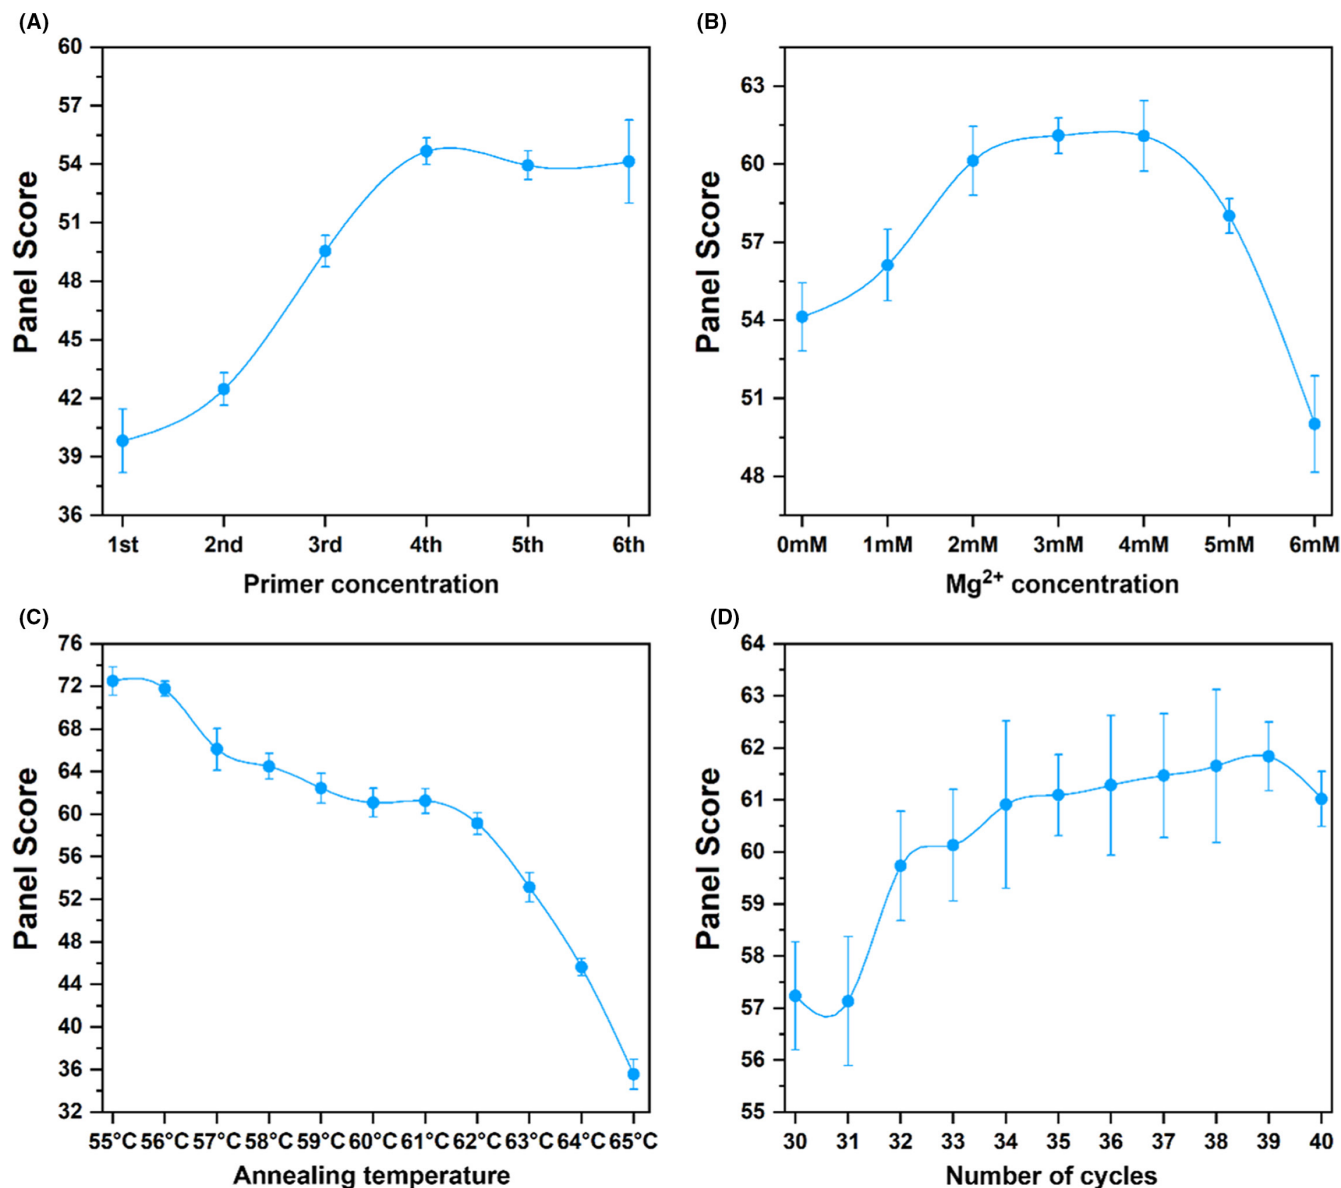 (A)
60
57
54
51
48
45
42
39
36
Panel Score
1st 2nd 3rd 4th 5th 6th
Primer concentration
(B)
63
60
57
54
51
48
Panel Score
0mM 1mM 2mM 3mM 4mM 5mM 6mM
Mg²⁺ concentration
(C)
76
72
68
64
60
56
52
48
44
40
36
32
Panel Score
55°C 56°C 57°C 58°C 59°C 60°C 61°C 62°C 63°C 64°C 65°C
Annealing temperature
(D)
64
63
62
61
60
59
58
57
56
55
Panel Score
30 31 32 33 34 35 36 37 38 39 40
Number of cycles